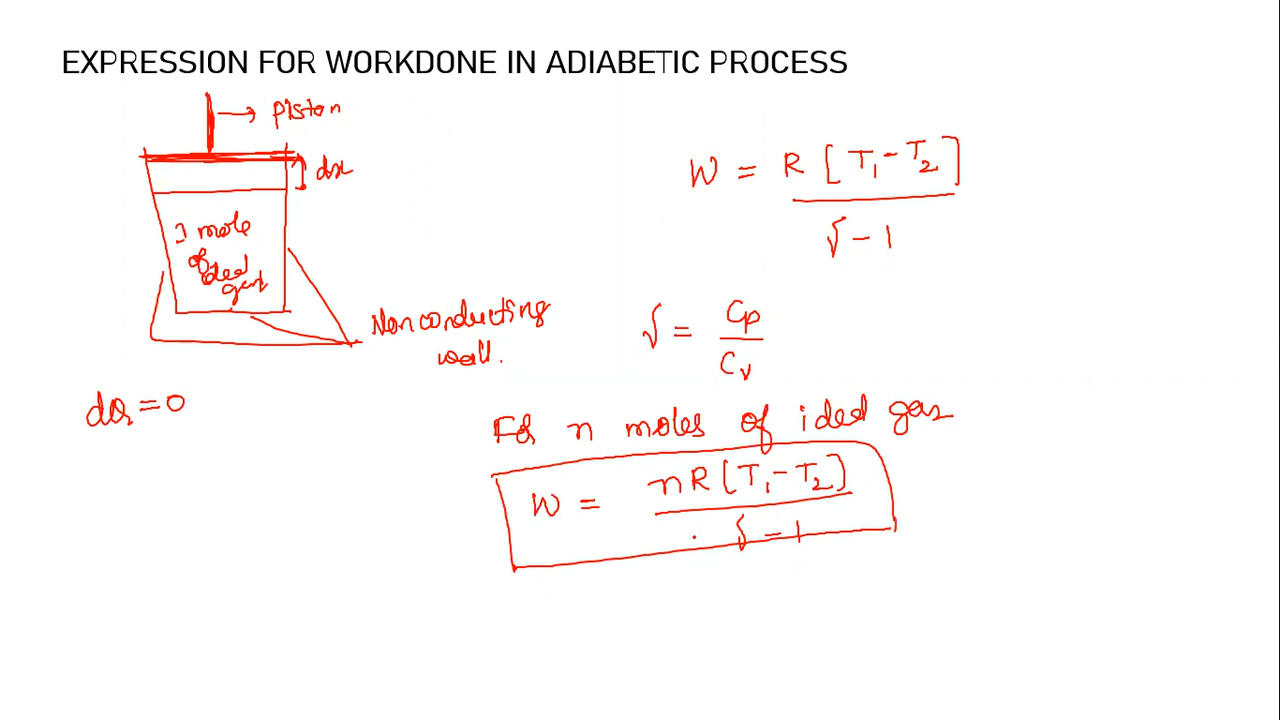 EXPRESSION FOR WORKDONE IN ADIABETIC PROCESS
→ Piston
dx
1 mole
of
ideal
gas
Non conducting
wall.
dQ = 0
W = R [T₁ - T₂]
γ - 1
γ = Cp
Cv
For n moles of ideal gas
W = nR [T₁ - T₂]
γ - 1